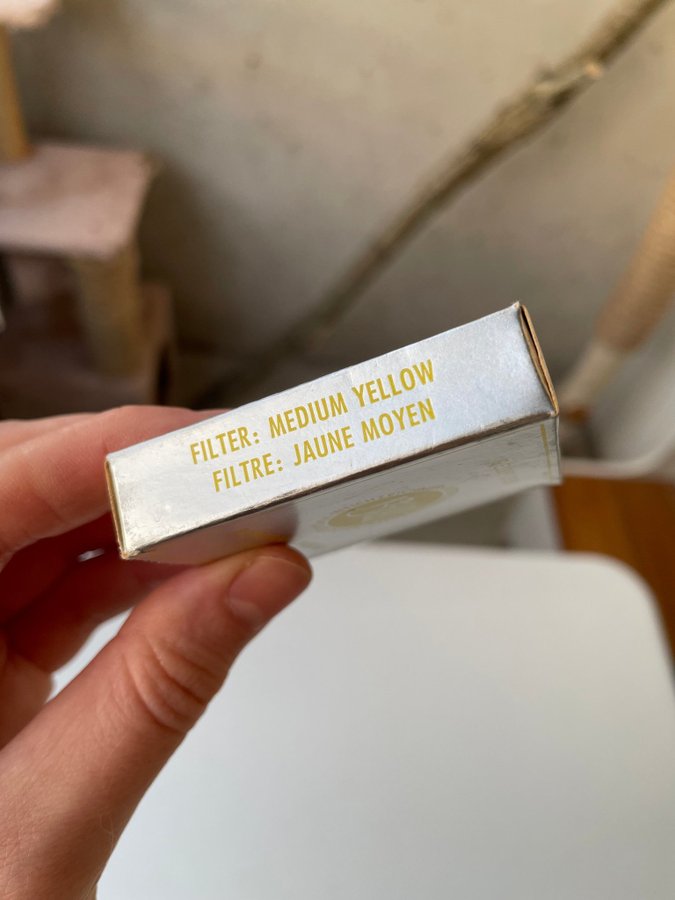 FILTER: MEDIUM YELLOW
FILTRE: JAUNE MOYEN